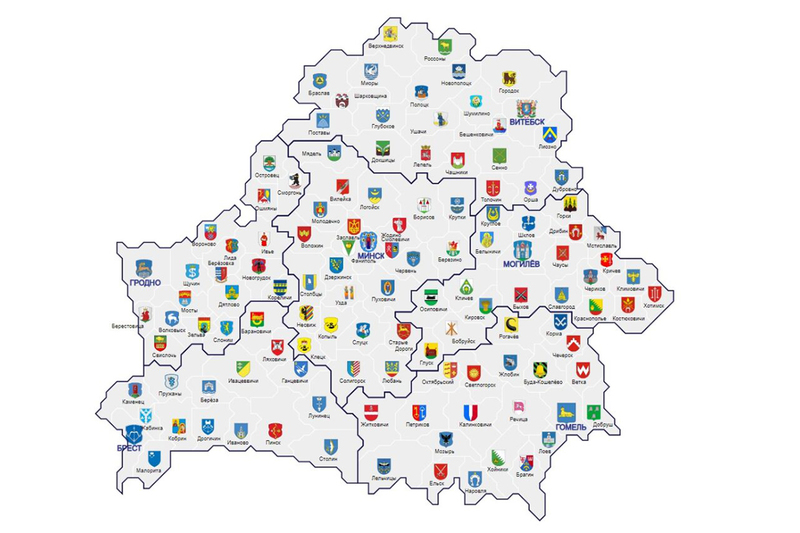 Верхнедвинск
Россоны
Миоры
Новополоцк
Городок
Браслав
Шарковщина
Полоцк
Шумилино
ВИТЕБСК
Поставы
Глубокое
Ушачи
Бешенковичи
Лиозно
Мядель
Докшицы
Лепель
Чашники
Сенно
Островец
Сморгонь
Дубровно
Ошмяны
Вилейка
Логойск
Толочин
Орша
Молодечно
Борисов
Крупки
Горки
Круглое
Вороново
Заславль
Жодино
Смолевичи
Шклов
Дрибин
Мстиславль
Ивье
Лида
Воложин
МИНСК
Фаниполь
Березино
Белыничи
МОГИЛЁВ
Чаусы
Берёзовка
Червень
Кричев
ГРОДНО
Щучин
Новогрудок
Дзержинск
Чериков
Климовичи
Кореличи
Столбцы
Узда
Пуховичи
Кличев
Быхов
Славгород
Хотимск
Мосты
Дятлово
Осиповичи
Кировск
Краснополье
Костюковичи
Берестовица
Волковыск
Зельва
Слоним
Барановичи
Несвиж
Копыль
Слуцк
Старые
Дороги
Бобруйск
Рогачёв
Корма
Свислочь
Ляховичи
Клецк
Глуск
Чечерск
Ивацевичи
Ганцевичи
Солигорск
Любань
Октябрьский
Светлогорск
Жлобин
Буда-Кошелёво
Ветка
Каменец
Пружаны
Берёза
Лунинец
Житковичи
Петриков
Калинковичи
Речица
ГОМЕЛЬ
Добруш
Жабинка
Кобрин
Дрогичин
Иваново
Пинск
БРЕСТ
Столин
Мозырь
Лоев
Малорита
Лельчицы
Ельск
Наровля
Хойники
Брагин